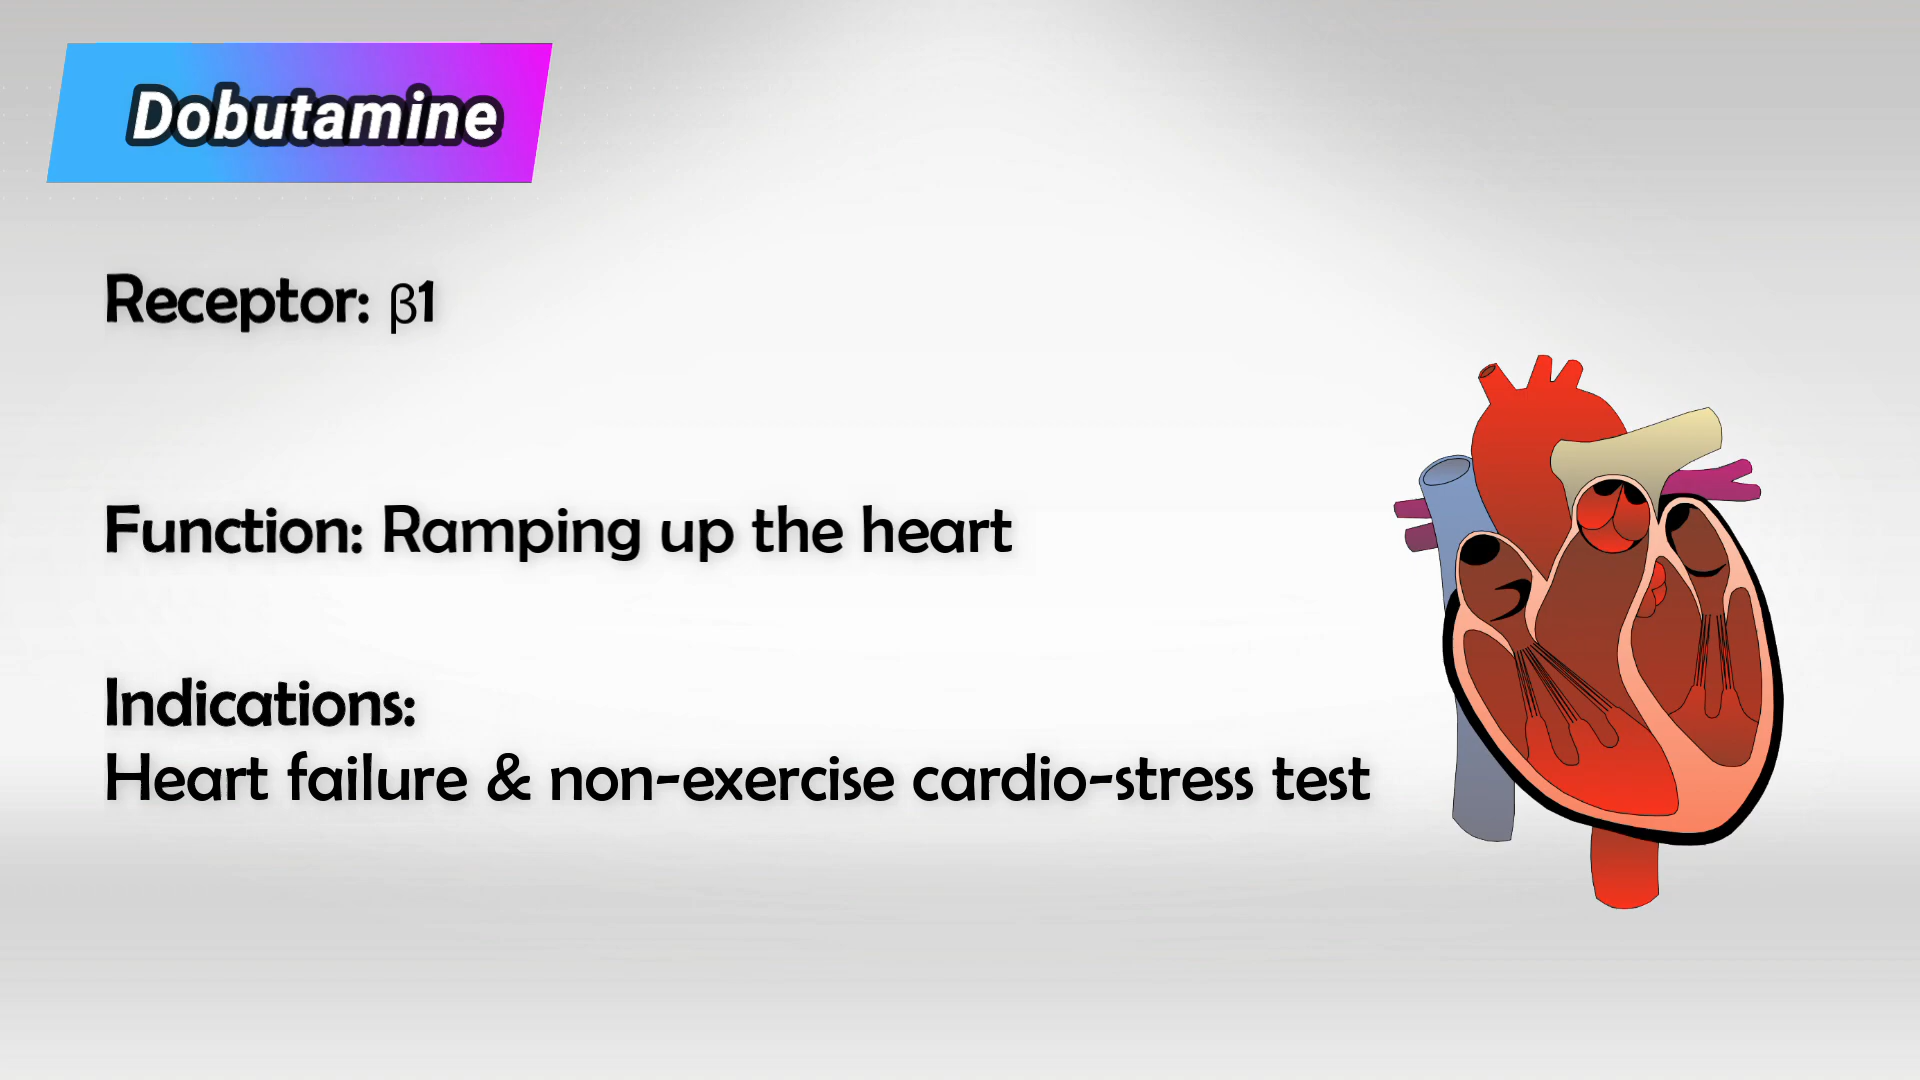 Dobutamine
Receptor: β1
Function: Ramping up the heart
Indications:
Heart failure & non-exercise cardio-stress test